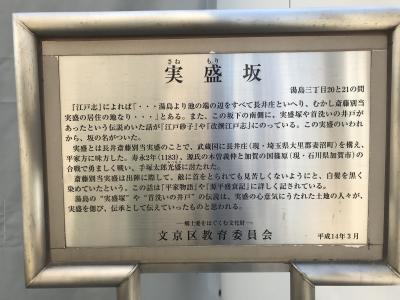 さね もり
実盛坂
湯島三丁目20と21の間
『江戸志』によれば「・・・湯島より池の端の辺をすべて長井庄といへり、むかし斎藤別当
実盛の居住の地なり・・・」とある。また、この坂下の南側に、実盛塚や首洗いの井戸が
あったという伝説めいた話が『江戸砂子』や『改撰江戸志』にのっている。この実盛のいわれ
から、坂の名がついた。
実盛とは長井斎藤別当実盛のことで、武蔵国に長井庄（現・埼玉県大里郡妻沼町）を構え、
平家方に味方した。寿永2年（1183）、源氏の木曽義仲と加賀の国篠原（現・石川県加賀市）の
合戦で勇ましく戦い、手塚太郎光盛に討たれた。
斎藤別当実盛は出陣に際して、敵に首をとられても見苦しくないようにと、白髪を黒く
染めていたという。この話は『平家物語』や『源平盛衰記』に詳しく記されている。
湯島の“実盛塚”や“首洗いの井戸”の伝説は、実盛の心意気にうたれた土地の人々が、
実盛を偲び、伝承として伝えていったものと思われる。
―郷土愛をはぐくむ文化財―
文京区教育委員会 平成14年3月